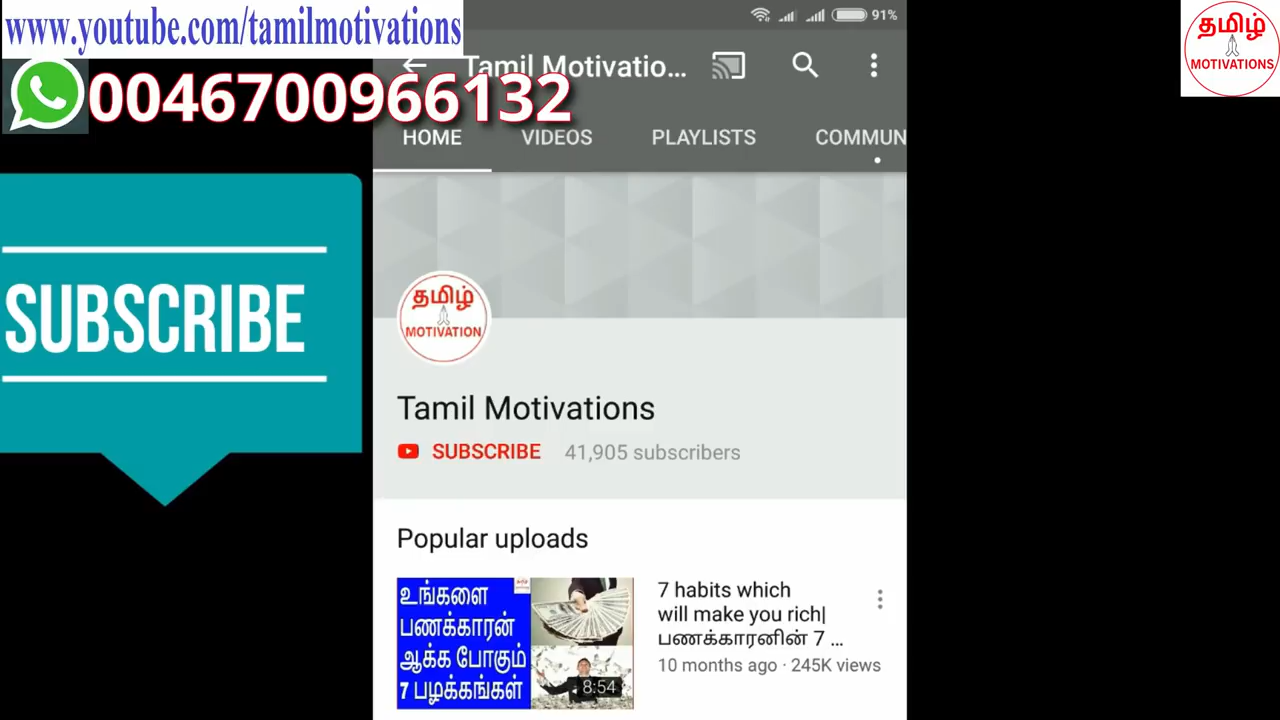 www.youtube.com/tamilmotivations
0046700966132
91%
Tamil Motivatio...
HOME VIDEOS PLAYLISTS COMMUN
தமிழ்
MOTIVATIONS
SUBSCRIBE
தமிழ்
MOTIVATION
Tamil Motivations
SUBSCRIBE 41,905 subscribers
Popular uploads
உங்களை
பணக்காரன்
ஆக்க போகும்
7 பழக்கங்கள்
8:54
7 habits which
will make you rich|
பணக்காரனின் 7 ...
10 months ago · 245K views